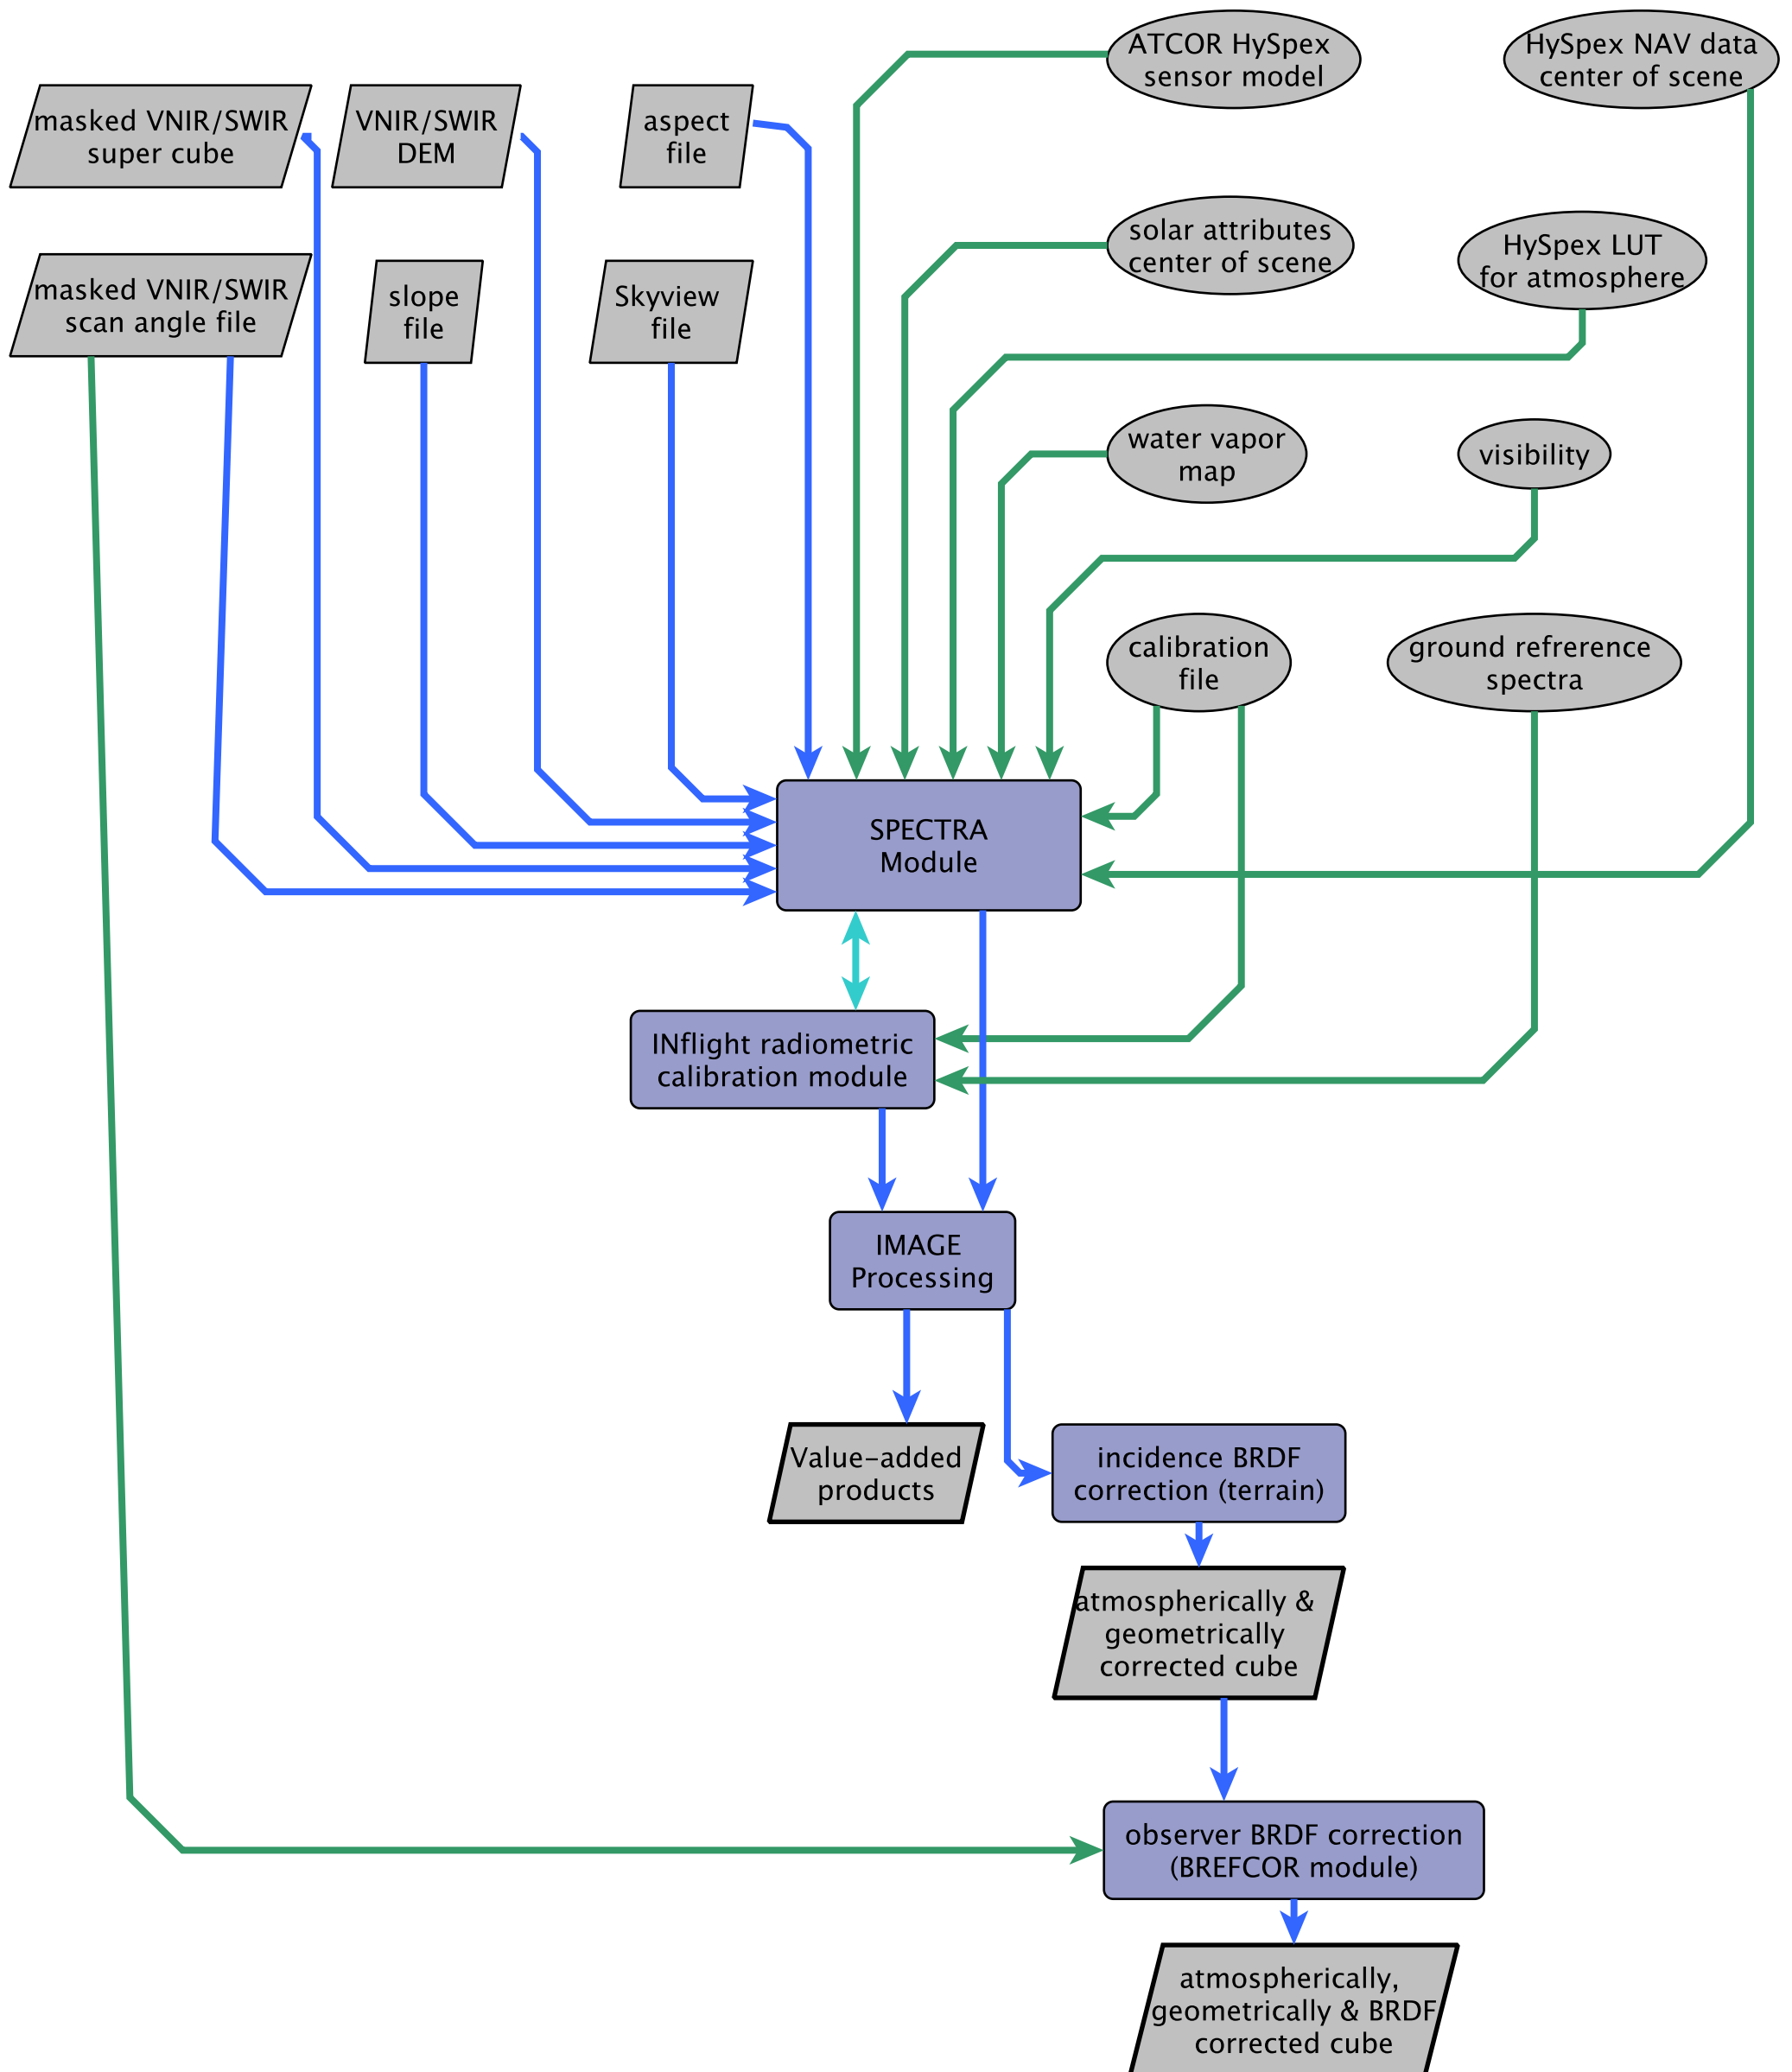 ATCOR HySpex
sensor model
HySpex NAV data
center of scene
masked VNIR/SWIR
super cube
VNIR/SWIR
DEM
aspect
file
solar attributes
center of scene
HySpex LUT
for atmosphere
masked VNIR/SWIR
scan angle file
slope
file
Skyview
file
water vapor
map
visibility
calibration
file
ground refrerence
spectra
SPECTRA
Module
INflight radiometric
calibration module
IMAGE
Processing
Value-added
products
incidence BRDF
correction (terrain)
atmospherically &
geometrically
corrected cube
observer BRDF correction
(BREFCOR module)
atmospherically,
geometrically & BRDF
corrected cube